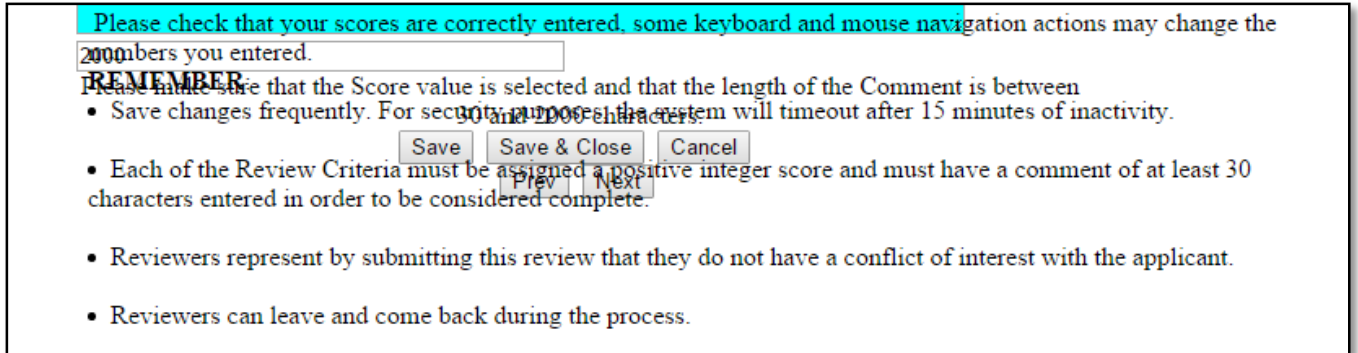 Please check that your scores are correctly entered, some keyboard and mouse navigation actions may change the
numbers you entered.
2000
REMEMBER
Please make sure that the Score value is selected and that the length of the Comment is between
• Save changes frequently. For security purposes, the system will timeout after 15 minutes of inactivity.
30 and 2000 characters.
Save Save & Close Cancel
• Each of the Review Criteria must be assigned a positive integer score and must have a comment of at least 30
Prev Next
characters entered in order to be considered complete.
• Reviewers represent by submitting this review that they do not have a conflict of interest with the applicant.
• Reviewers can leave and come back during the process.